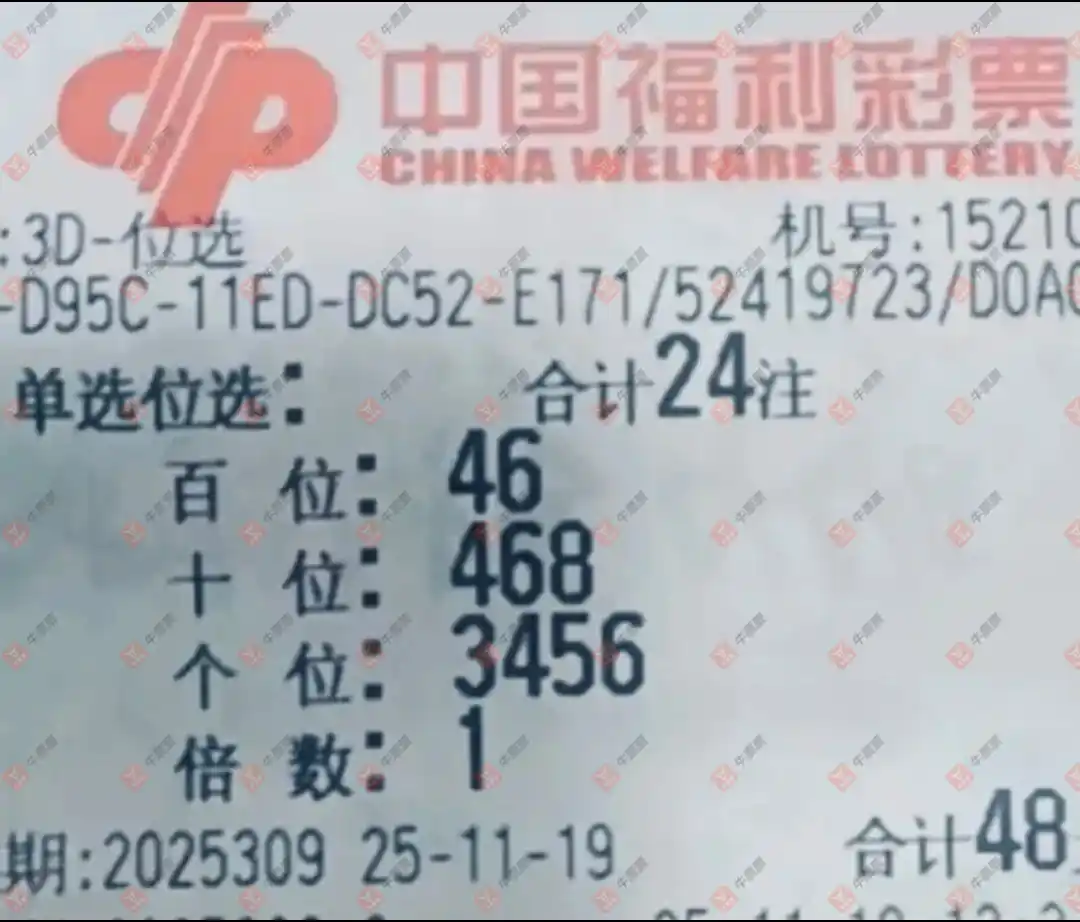 中国福利彩票
CHINA WELFARE LOTTERY
:3D-位选 机号:15210
-D95C-11ED-DC52-E171/52419723/D0A0
单选位选: 合计24注
百 位: 46
十 位: 468
个 位: 3456
倍 数: 1
期:2025309 25-11-19 合计48